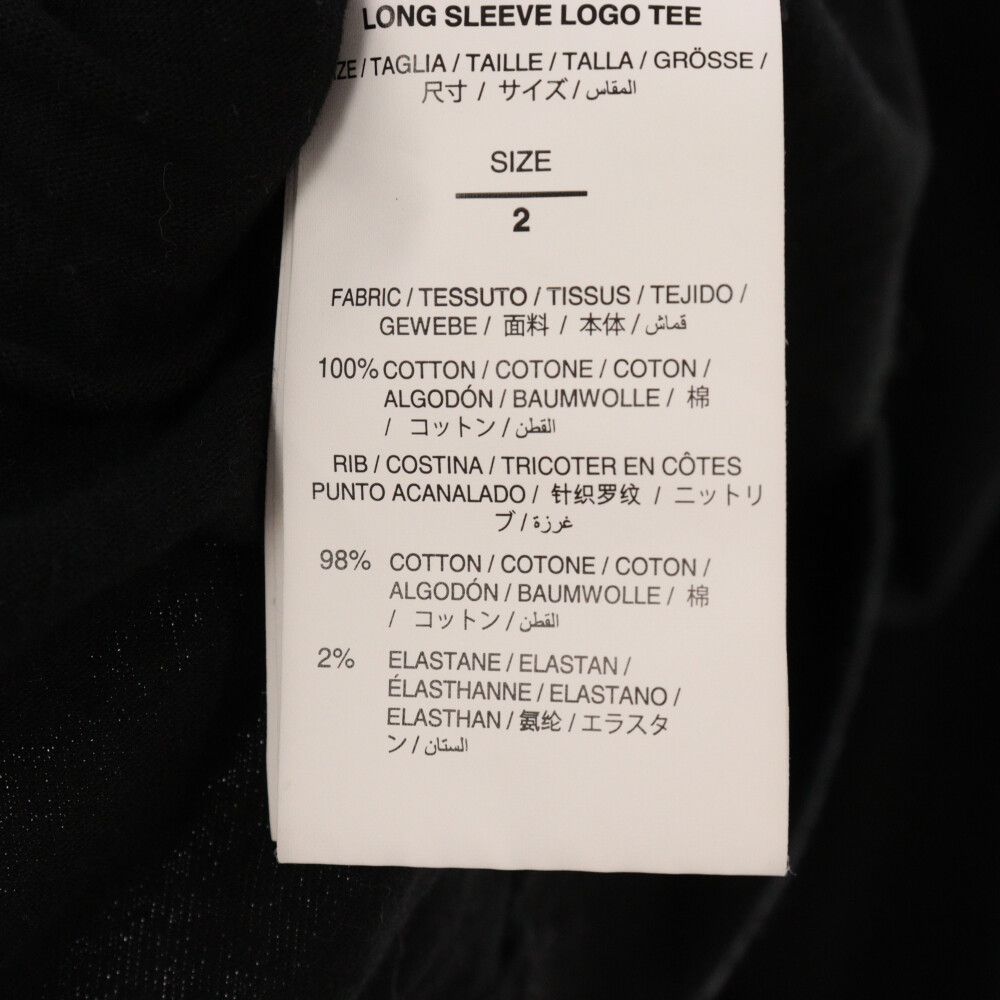 LONG SLEEVE LOGO TEE
ZE / TAGLIA / TAILLE / TALLA / GRÖSSE /
尺寸 / サイズ / المقاس
SIZE
2
FABRIC / TESSUTO / TISSUS / TEJIDO /
GEWEBE / 面料 / 本体 / قماش
100% COTTON / COTONE / COTON /
ALGODÓN / BAUMWOLLE / 棉
/ コットン / القطن
RIB / COSTINA / TRICOTER EN CÔTES
PUNTO ACANALADO / 针织罗纹 / ニットリ
ブ / غرزة
98% COTTON / COTONE / COTON /
ALGODÓN / BAUMWOLLE / 棉
/ コットン / القطن
2% ELASTANE / ELASTAN /
ÉLASTHANNE / ELASTANO /
ELASTHAN / 氨纶 / エラスタ
ン / الستان